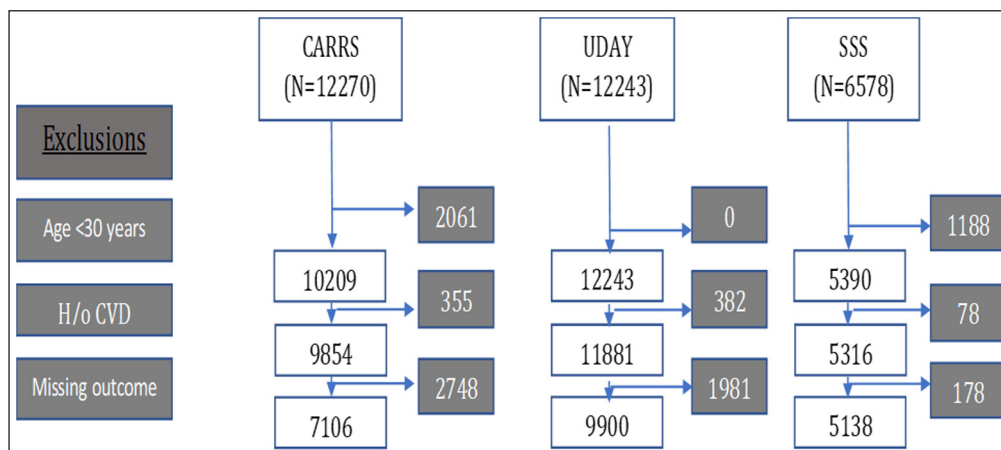 CARRS
(N=12270)
UDAY
(N=12243)
SSS
(N=6578)
Exclusions
Age <30 years
2061
0
1188
10209
12243
5390
H/o CVD
355
382
78
9854
11881
5316
Missing outcome
2748
1981
178
7106
9900
5138